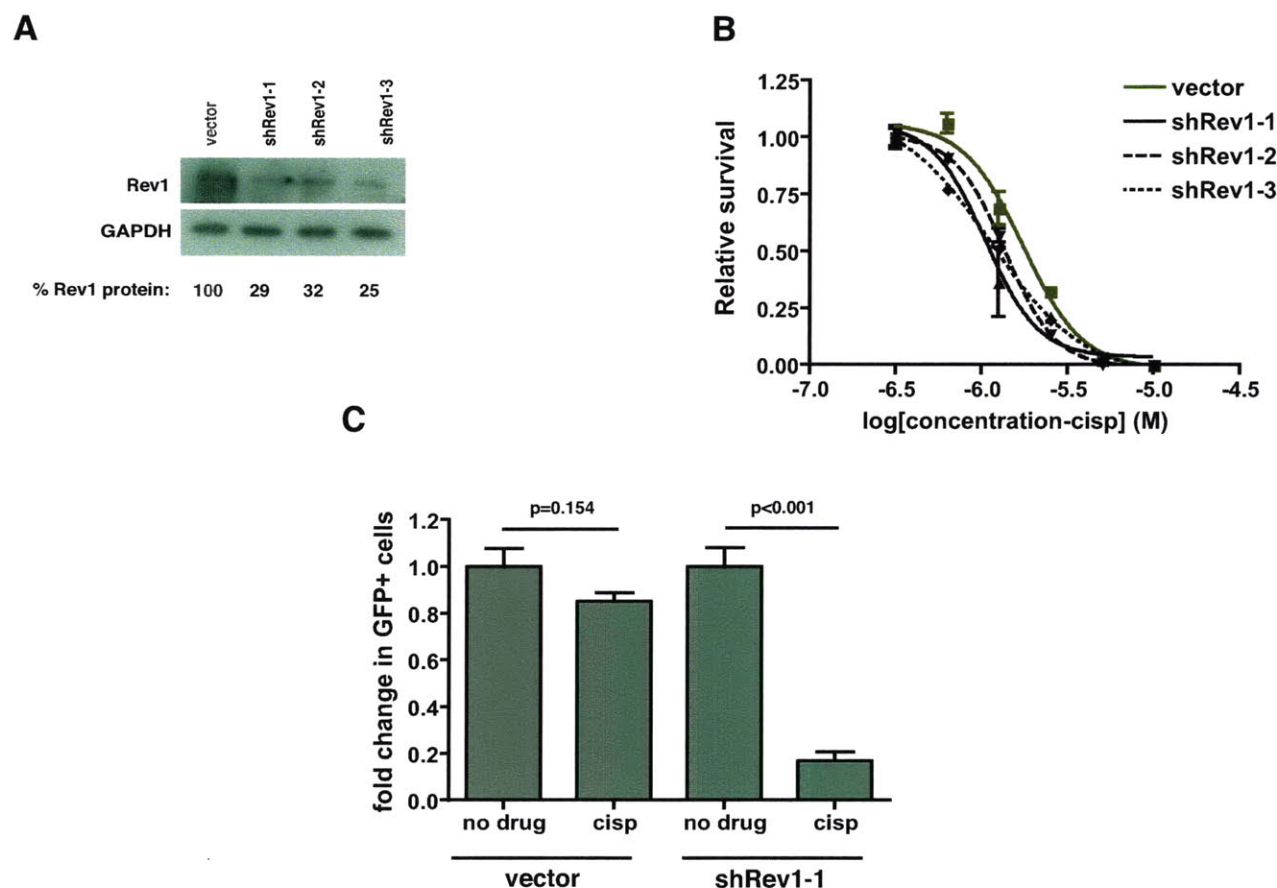 A
vector
shRev1-1
shRev1-2
shRev1-3
Rev1
GAPDH
% Rev1 protein: 100 29 32 25
B
1.25
1.00
0.75
0.50
0.25
0.00
Relative survival
-7.0 -6.5 -6.0 -5.5 -5.0 -4.5
log[concentration-cisp] (M)
vector
shRev1-1
shRev1-2
shRev1-3
C
p=0.154 p<0.001
1.2
1.0
0.8
0.6
0.4
0.2
0.0
fold change in GFP+ cells
no drug cisp no drug cisp
vector shRev1-1